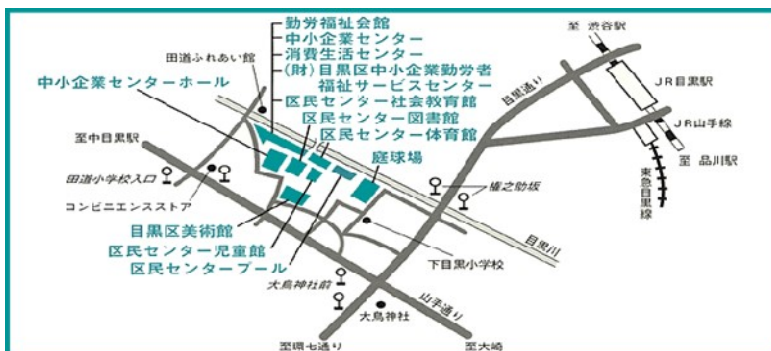 勤労福祉会館
中小企業センター
消費生活センター
(財)目黒区中小企業勤労者
福祉サービスセンター
区民センター社会教育館
区民センター図書館
区民センター体育館
庭球場
田道ふれあい館
中小企業センターホール
至中目黒駅
田道小学校入口
コンビニエンスストア
目黒区美術館
区民センター児童館
区民センタープール
大鳥神社前
大鳥神社
下目黒小学校
権之助坂
目黒川
山手通り
目黒通り
至環七通り
至大崎
至 渋谷駅
JR目黒駅
JR山手線
至 品川駅
東急目黒線